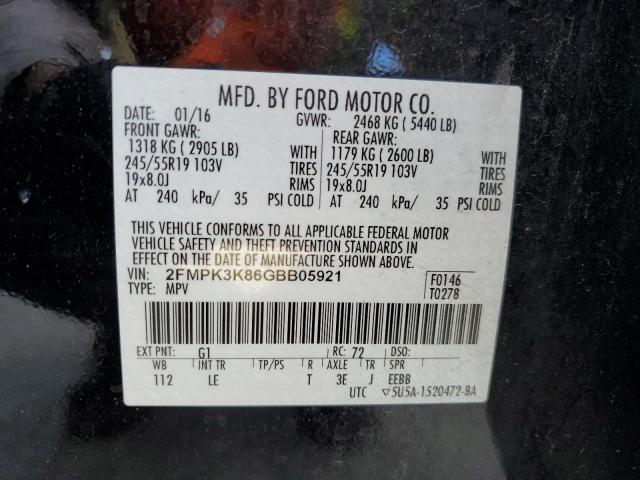 MFD. BY FORD MOTOR CO.
DATE: 01/16 GVWR: 2468 KG ( 5440 LB)
FRONT GAWR: REAR GAWR:
1318 KG ( 2905 LB) WITH 1179 KG ( 2600 LB) WITH
245/55R19 103V TIRES 245/55R19 103V TIRES
19x8.0J RIMS 19x8.0J RIMS
AT 240 kPa/ 35 PSI COLD AT 240 kPa/ 35 PSI COLD
THIS VEHICLE CONFORMS TO ALL APPLICABLE FEDERAL MOTOR
VEHICLE SAFETY AND THEFT PREVENTION STANDARDS IN
EFFECT ON THE DATE OF MANUFACTURE SHOWN ABOVE.
VIN: 2FMPK3K86GBB05921 F0146
TYPE: MPV T0278
EXT PNT: G1 RC: 72 DSO:
WB INT TR TP/PS R AXLE TR SPR
112 LE T 3E J EEBB
UTC ▽5U5A-1520472-BA